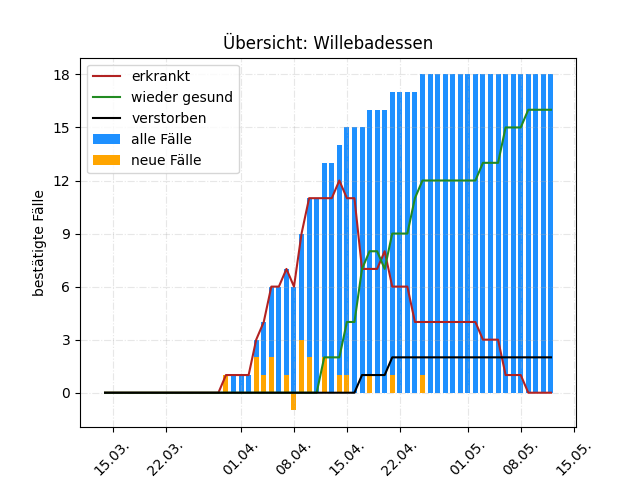 Übersicht: Willebadessen
erkrankt
wieder gesund
verstorben
alle Fälle
neue Fälle
bestätigte Fälle
18
15
12
9
6
3
0
15.03.
22.03.
01.04.
08.04.
15.04.
22.04.
01.05.
08.05.
15.05.